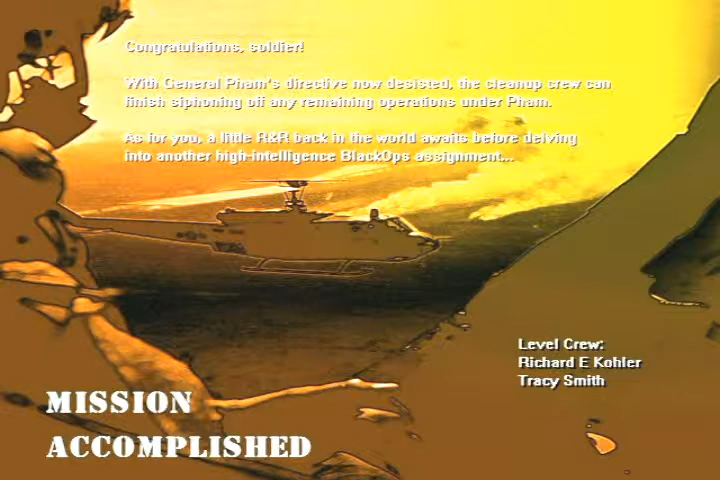 Congratulations, soldier!
With General Pham's directive now desisted, the cleanup crew can
finish siphoning off any remaining operations under Pham.
As for you, a little R&R back in the world awaits before delving
into another high-intelligence BlackOps assignment...
Level Crew:
Richard E Kohler
Tracy Smith
MISSION
ACCOMPLISHED